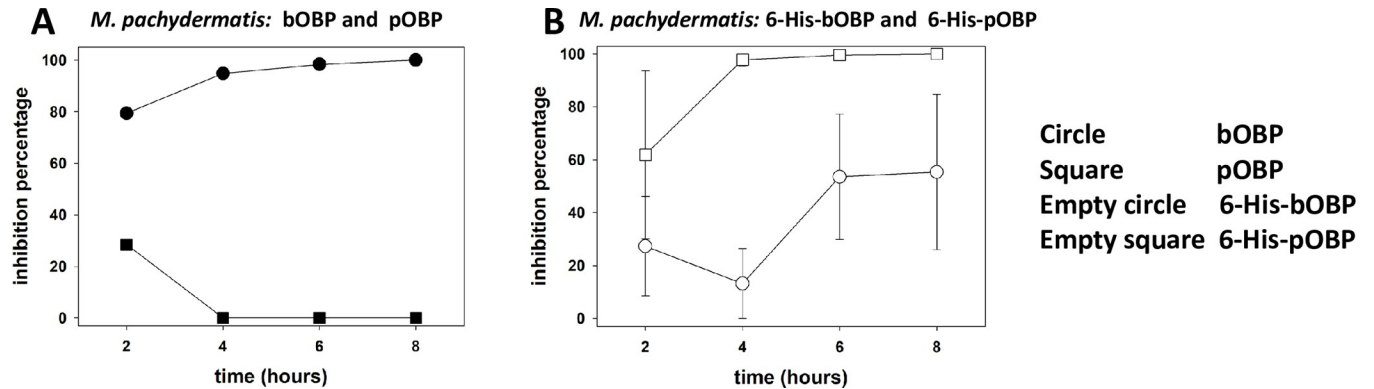 A M. pachydermatis: bOBP and pOBP
inhibition percentage
100
80
60
40
20
0
2 4 6 8
time (hours)
B M. pachydermatis: 6-His-bOBP and 6-His-pOBP
inhibition percentage
100
80
60
40
20
0
2 4 6 8
time (hours)
Circle bOBP
Square pOBP
Empty circle 6-His-bOBP
Empty square 6-His-pOBP